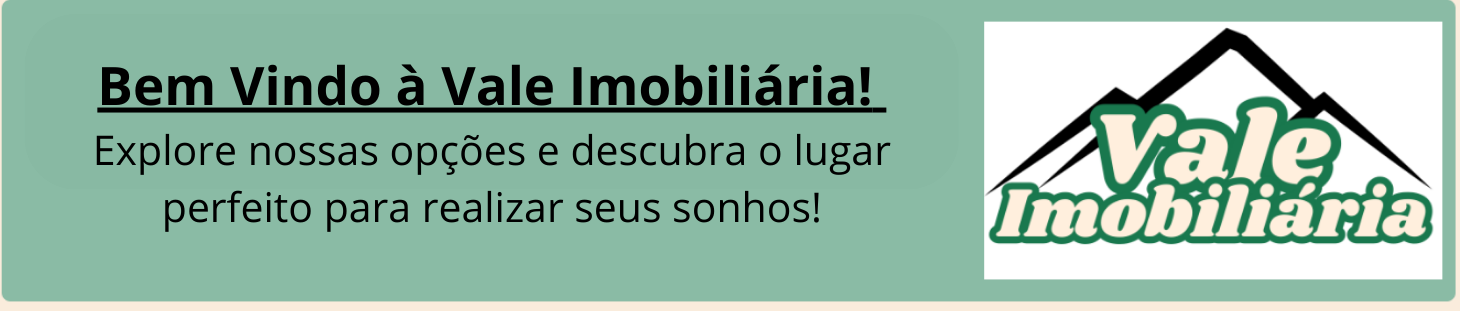 Bem Vindo à Vale Imobiliária!
Explore nossas opções e descubra o lugar
perfeito para realizar seus sonhos!
Vale
Imobiliária